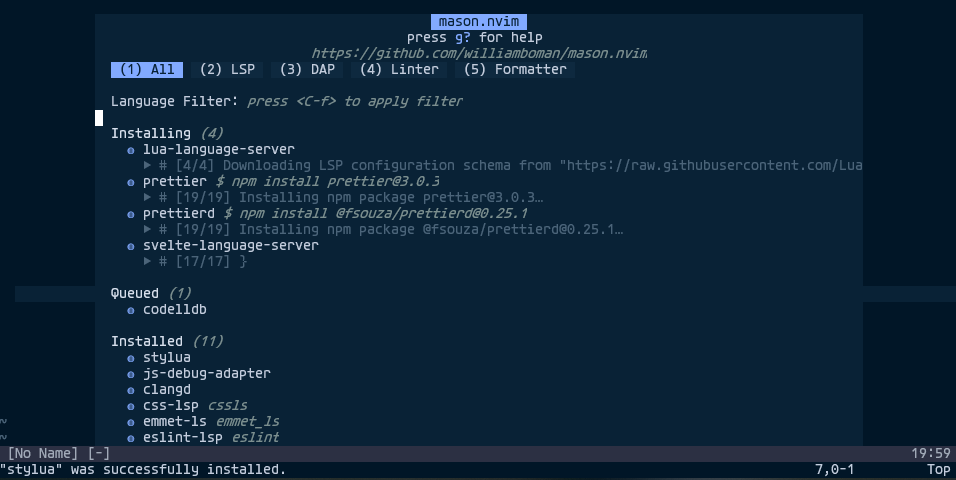 mason.nvim
press g? for help
https://github.com/williamboman/mason.nvim
(1) All (2) LSP (3) DAP (4) Linter (5) Formatter
Language Filter: press <C-f> to apply filter
Installing (4)
lua-language-server
▶ # [4/4] Downloading LSP configuration schema from "https://raw.githubusercontent.com/Lua
prettier $ npm install prettier@3.0.3
▶ # [19/19] Installing npm package prettier@3.0.3…
prettierd $ npm install @fsouza/prettierd@0.25.1
▶ # [19/19] Installing npm package @fsouza/prettierd@0.25.1…
svelte-language-server
▶ # [17/17] }
Queued (1)
codelldb
Installed (11)
stylua
js-debug-adapter
clangd
css-lsp cssls
~ emmet-ls emmet_ls
~ eslint-lsp eslint
[No Name] [-] 19:59
"stylua" was successfully installed. 7,0-1 Top